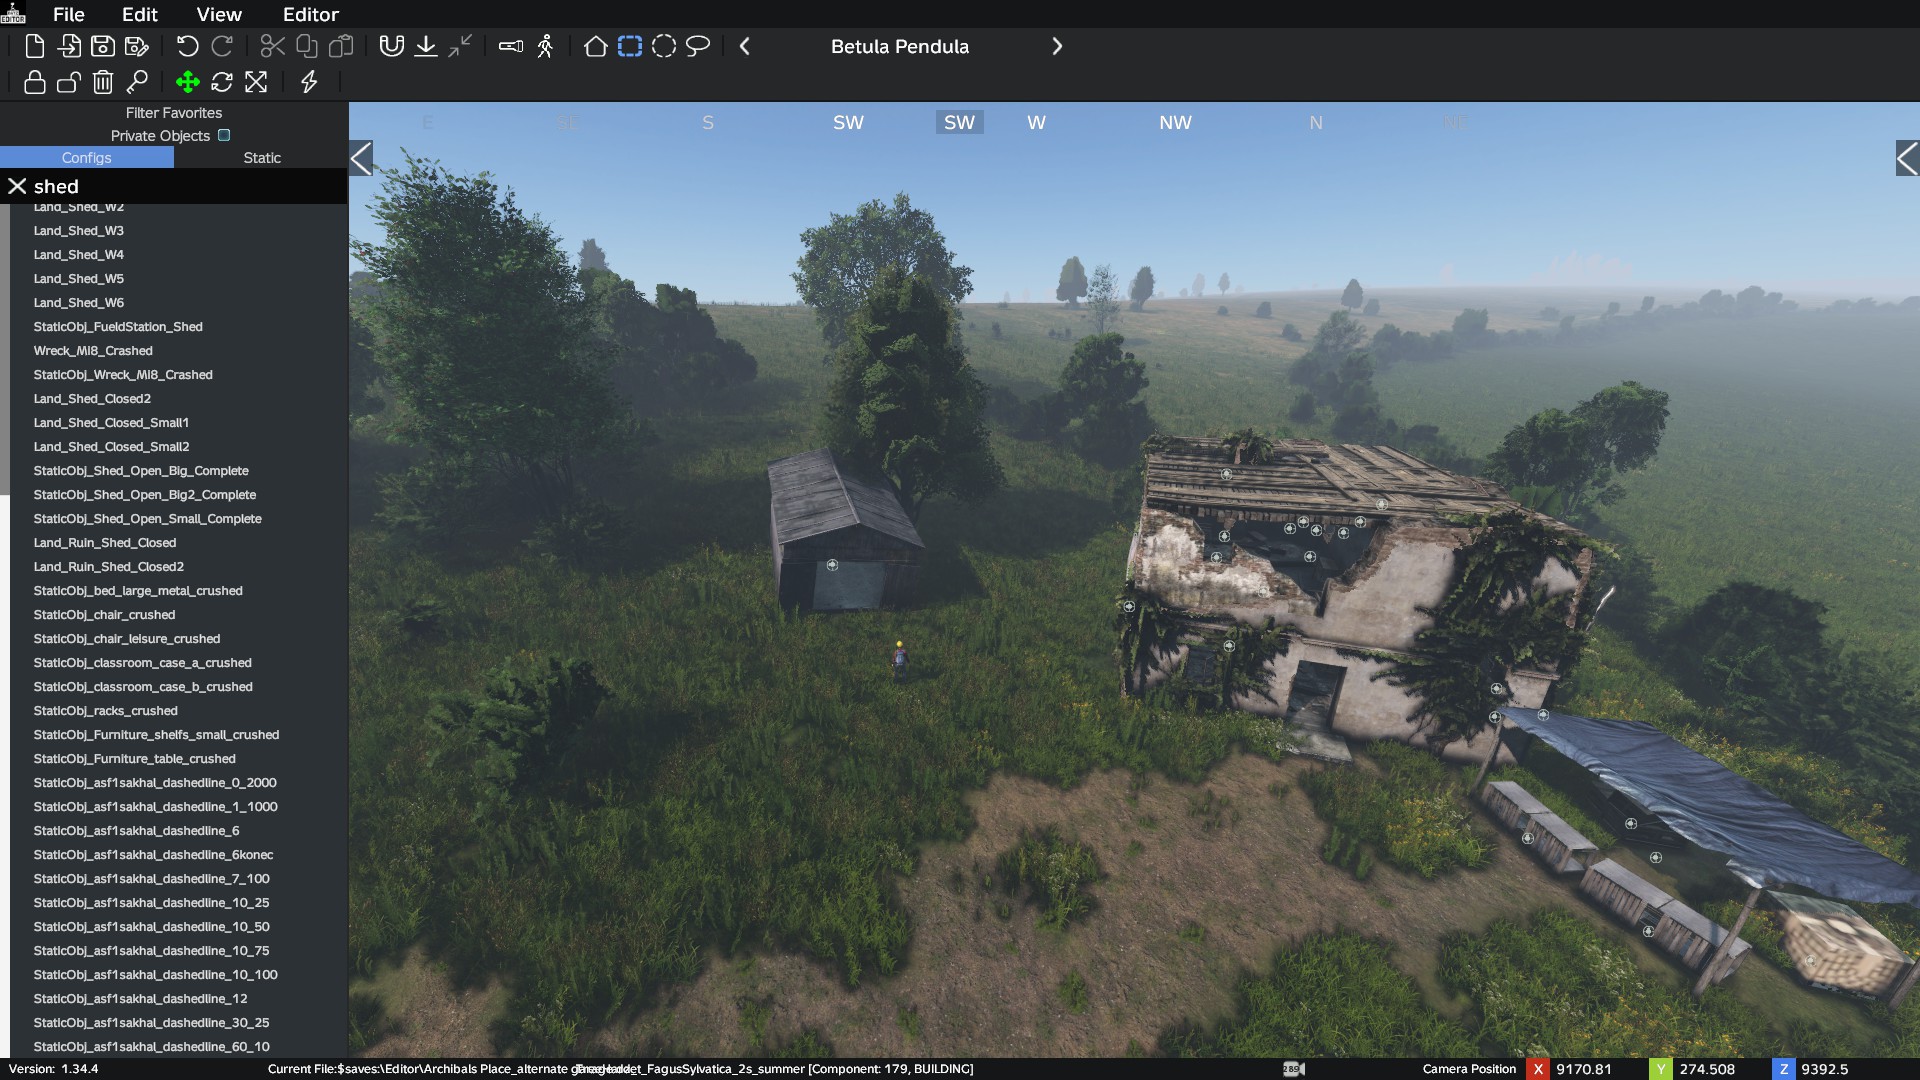 EDITOR
File Edit View Editor
Betula Pendula
Filter Favorites
Private Objects
Configs Static
shed
Land_Shed_W2
Land_Shed_W3
Land_Shed_W4
Land_Shed_W5
Land_Shed_W6
StaticObj_FueldStation_Shed
Wreck_Mi8_Crashed
StaticObj_Wreck_Mi8_Crashed
Land_Shed_Closed2
Land_Shed_Closed_Small1
Land_Shed_Closed_Small2
StaticObj_Shed_Open_Big_Complete
StaticObj_Shed_Open_Big2_Complete
StaticObj_Shed_Open_Small_Complete
Land_Ruin_Shed_Closed
Land_Ruin_Shed_Closed2
StaticObj_bed_large_metal_crushed
StaticObj_chair_crushed
StaticObj_chair_leisure_crushed
StaticObj_classroom_case_a_crushed
StaticObj_classroom_case_b_crushed
StaticObj_racks_crushed
StaticObj_Furniture_shelfs_small_crushed
StaticObj_Furniture_table_crushed
StaticObj_asf1sakhal_dashedline_0_2000
StaticObj_asf1sakhal_dashedline_1_1000
StaticObj_asf1sakhal_dashedline_6
StaticObj_asf1sakhal_dashedline_6konec
StaticObj_asf1sakhal_dashedline_7_100
StaticObj_asf1sakhal_dashedline_10_25
StaticObj_asf1sakhal_dashedline_10_50
StaticObj_asf1sakhal_dashedline_10_75
StaticObj_asf1sakhal_dashedline_10_100
StaticObj_asf1sakhal_dashedline_12
StaticObj_asf1sakhal_dashedline_30_25
StaticObj_asf1sakhal_dashedline_60_10
E SE S SW SW W NW N NE
Version: 1.34.4
Current File:$saves:\Editor\Archibals Place_alternate
FagusSylvatica_2s_summer [Component: 179, BUILDING]
289
Camera Position X 9170.81 Y 274.508 Z 9392.5